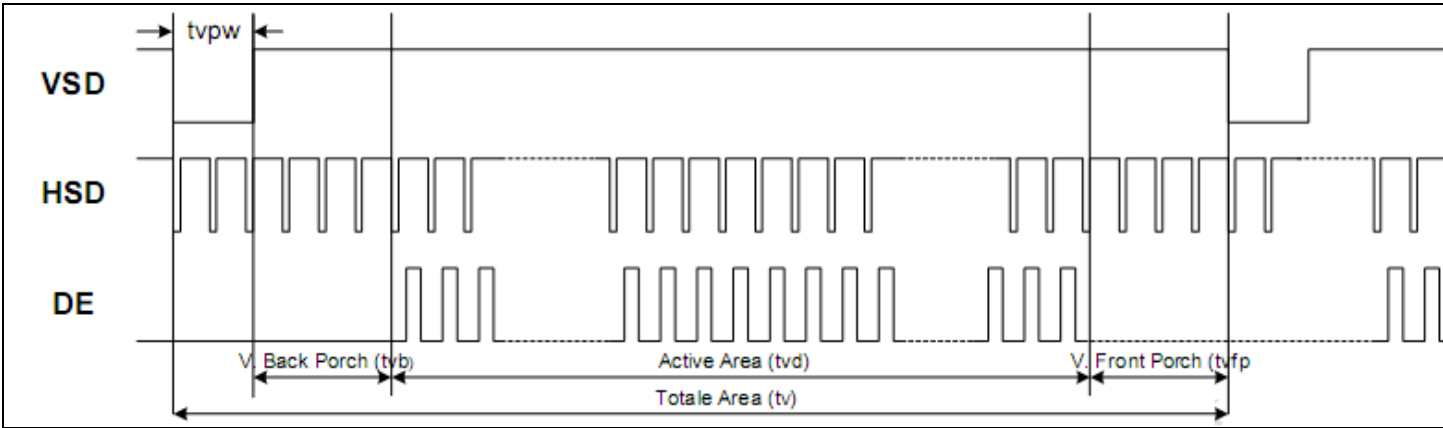 tvpw
VSD
HSD
DE
V. Back Porch (tvb)
Active Area (tvd)
V. Front Porch (tvfp
Totale Area (tv)